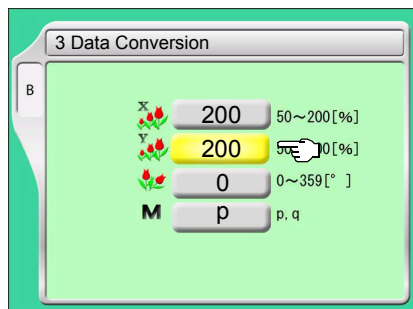 3 Data Conversion
B
X 200 50～200[%]
Y 200 [%]
0 0～359[° ]
M p p, q